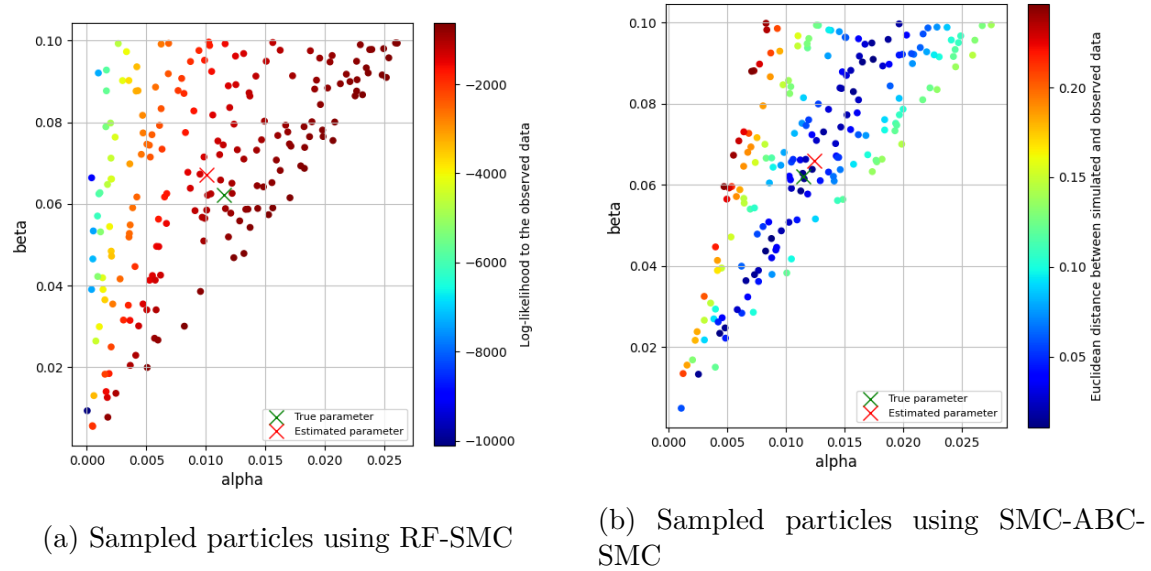 0.10
0.08
0.06
0.04
0.02
beta
0.000
0.005
0.010
0.015
0.020
0.025
alpha
True parameter
Estimated parameter
−2000
−4000
−6000
−8000
−10000
Log-likelihood to the observed data
(a) Sampled particles using RF-SMC
0.10
0.08
0.06
0.04
0.02
beta
0.000
0.005
0.010
0.015
0.020
0.025
alpha
True parameter
Estimated parameter
0.20
0.15
0.10
0.05
Euclidean distance between simulated and observed data
(b) Sampled particles using SMC-ABC-
SMC